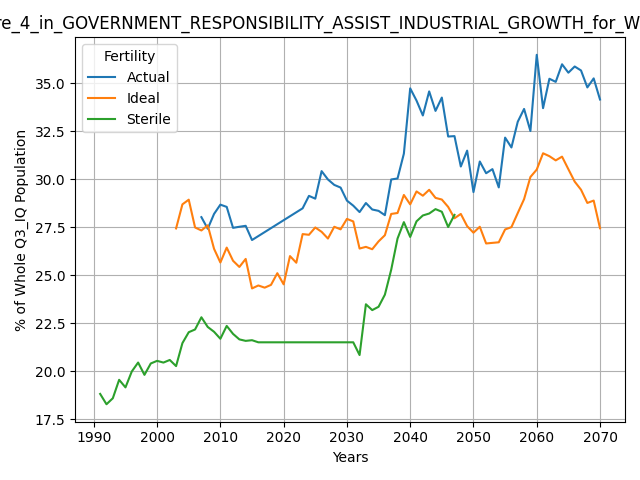 re_4_in_GOVERNMENT_RESPONSIBILITY_ASSIST_INDUSTRIAL_GROWTH_for_W
Fertility
Actual
Ideal
Sterile
% of Whole Q3_IQ Population
35.0
32.5
30.0
27.5
25.0
22.5
20.0
17.5
1990 2000 2010 2020 2030 2040 2050 2060 2070
Years